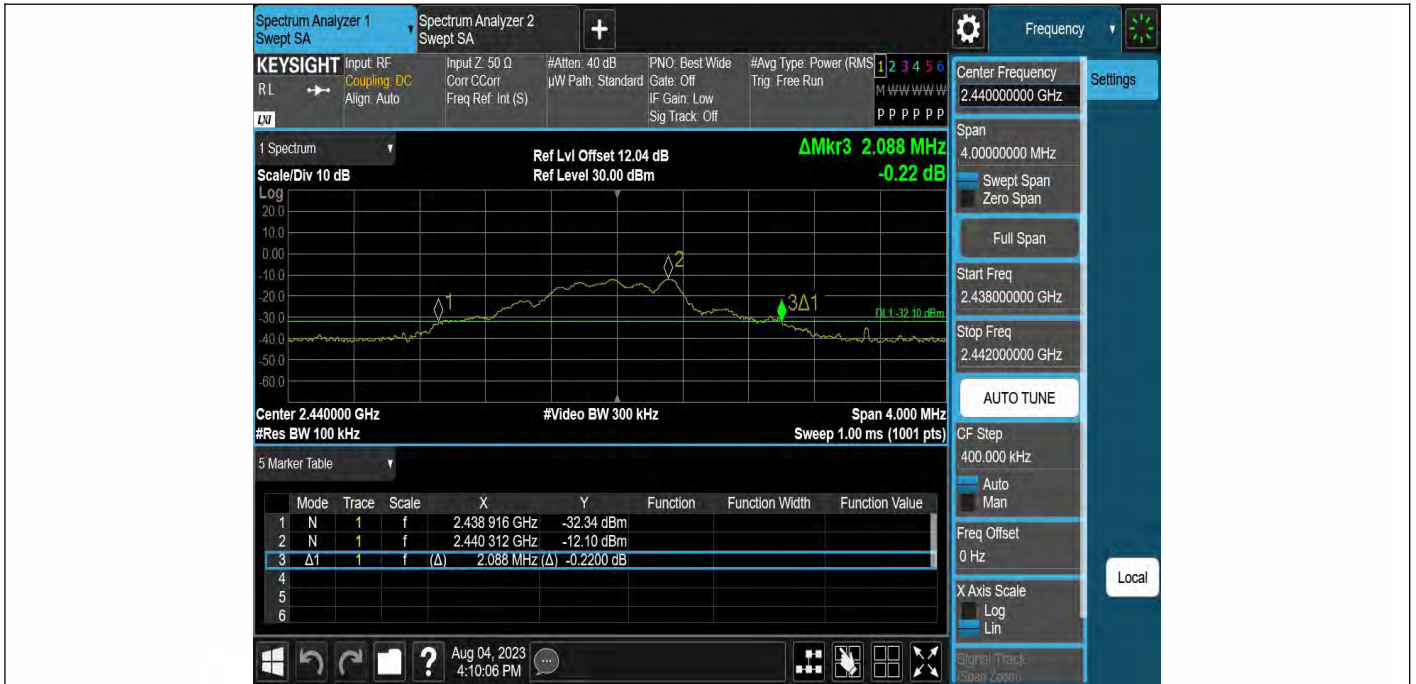 Spectrum Analyzer 1
Swept SA
Spectrum Analyzer 2
Swept SA
+
Frequency
KEYSIGHT
RL
LXI
Input: RF
Coupling: DC
Align: Auto
Input Z: 50 Ω
Corr CCorr
Freq Ref: Int (S)
#Atten: 40 dB
µW Path: Standard
PNO: Best Wide
Gate: Off
IF Gain: Low
Sig Track: Off
#Avg Type: Power (RMS
Trig: Free Run
1 2 3 4 5 6
M W W W W W
P P P P P P
1 Spectrum
Scale/Div 10 dB
Ref Lvl Offset 12.04 dB
Ref Level 30.00 dBm
ΔMkr3 2.088 MHz
-0.22 dB
Log
20.0
10.0
0.00
-10.0
-20.0
-30.0
-40.0
-50.0
-60.0
1
2
3Δ1
DL1 -32.10 dBm
Center 2.440000 GHz
#Video BW 300 kHz
Span 4.000 MHz
#Res BW 100 kHz
Sweep 1.00 ms (1001 pts)
5 Marker Table
Mode Trace Scale X Y Function Function Width Function Value
1 N 1 f 2.438 916 GHz -32.34 dBm
2 N 1 f 2.440 312 GHz -12.10 dBm
3 Δ1 1 f (Δ) 2.088 MHz (Δ) -0.2200 dB
4
5
6
?
Aug 04, 2023
4:10:06 PM
Center Frequency
2.440000000 GHz
Settings
Span
4.00000000 MHz
Swept Span
Zero Span
Full Span
Start Freq
2.438000000 GHz
Stop Freq
2.442000000 GHz
AUTO TUNE
CF Step
400.000 kHz
Auto
Man
Freq Offset
0 Hz
X Axis Scale
Log
Lin
Local
Signal Track
(Span Zoom)